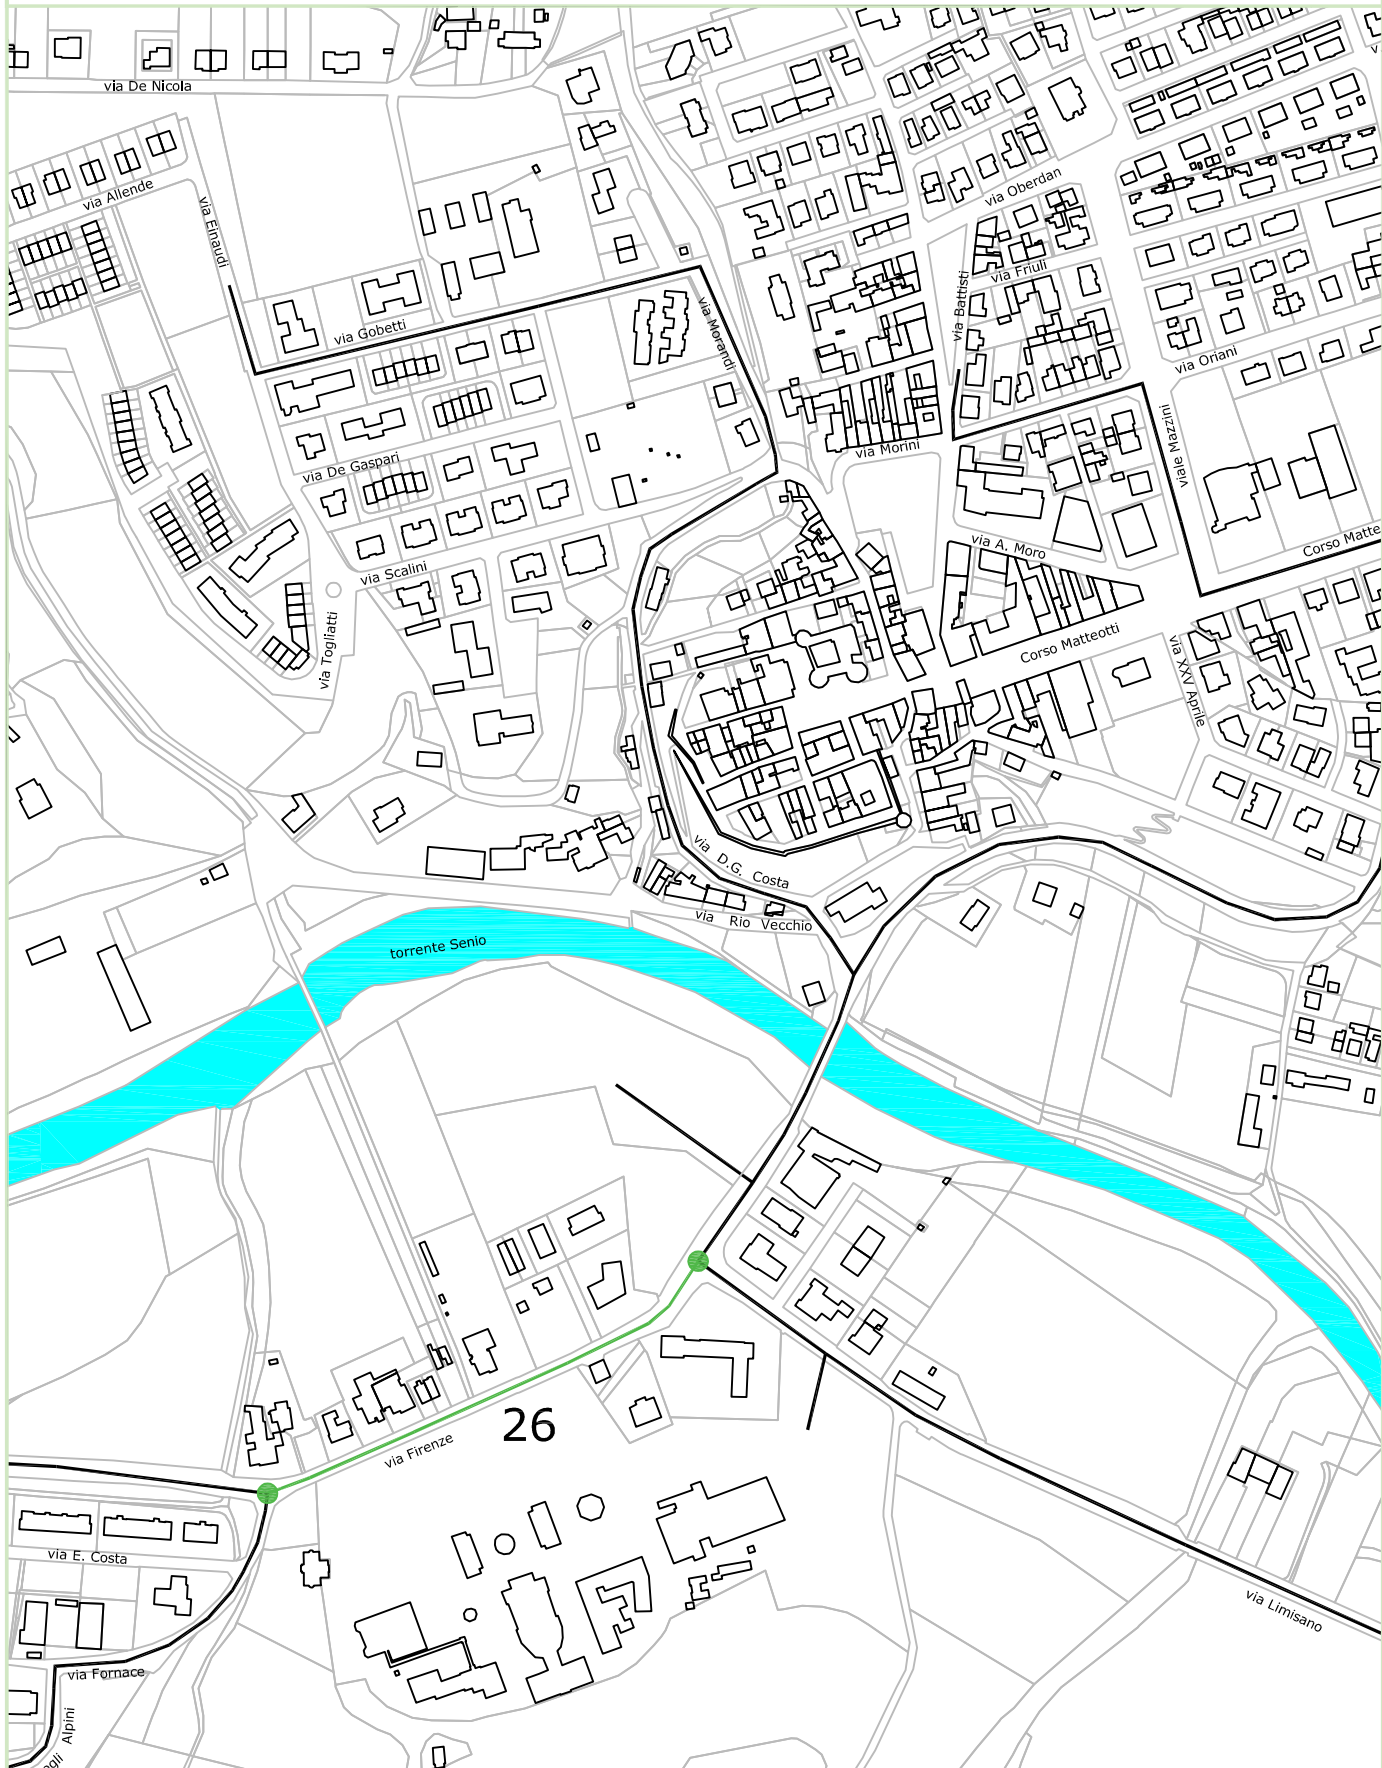 via De Nicola
via Allende
via Einaudi
via Oberdan
via Friuli
via Battisti
via Gobetti
via Morandi
via Oriani
viale Mazzini
via Morini
via De Gaspari
Corso Matte
via A. Moro
via Scalini
via Togliatti
Corso Matteotti
via XXV Aprile
via D.G. Costa
via Rio Vecchio
torrente Senio
26
via Firenze
via E. Costa
via Limisano
via Fornace
Alpini
agli
v